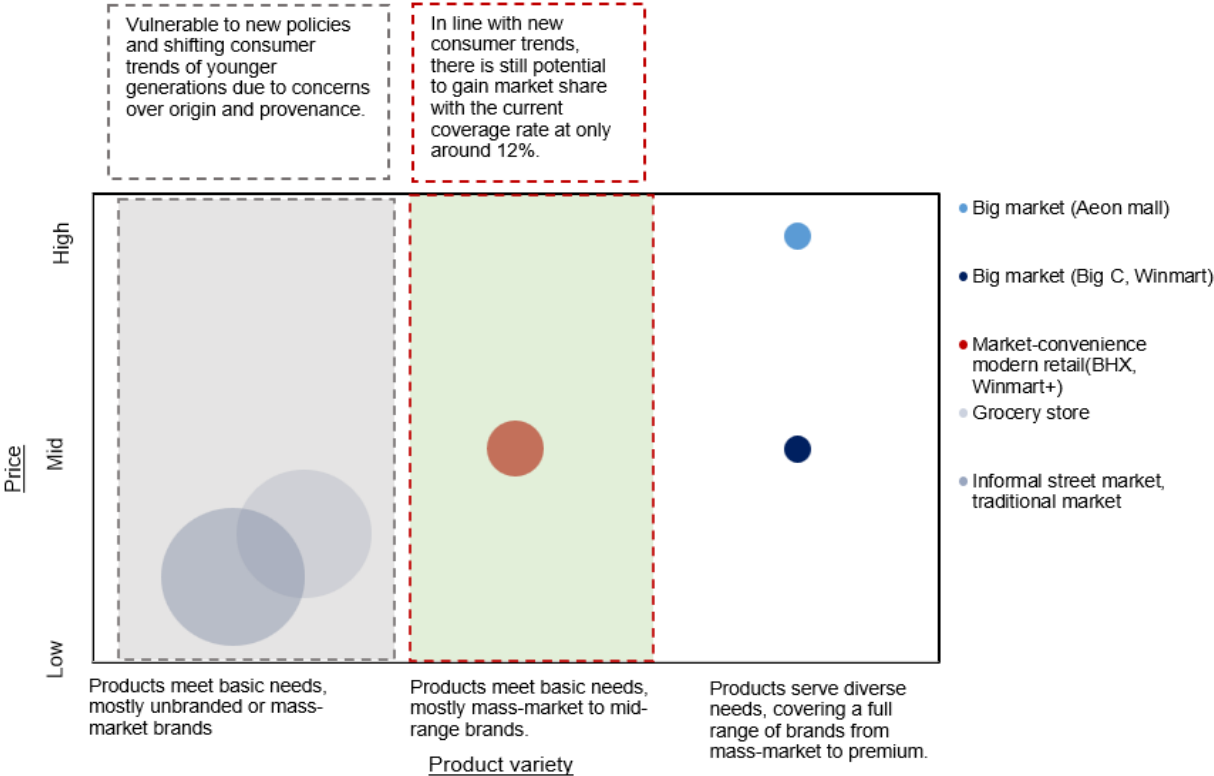 Vulnerable to new policies
and shifting consumer
trends of younger
generations due to concerns
over origin and provenance.
In line with new
consumer trends,
there is still potential
to gain market share
with the current
coverage rate at only
around 12%.
High
Mid
Low
Price
Big market (Aeon mall)
Big market (Big C, Winmart)
Market-convenience
modern retail(BHX,
Winmart+)
Grocery store
Informal street market,
traditional market
Products meet basic needs,
mostly unbranded or mass-
market brands
Products meet basic needs,
mostly mass-market to mid-
range brands.
Products serve diverse
needs, covering a full
range of brands from
mass-market to premium.
Product variety